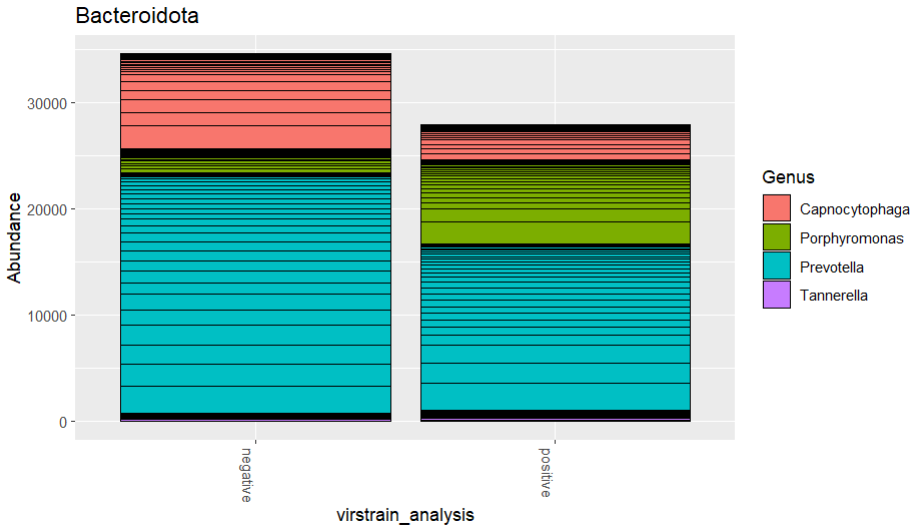 Bacteroidota
Abundance
30000
20000
10000
0
negative
positive
virstrain_analysis
Genus
Capnocytophaga
Porphyromonas
Prevotella
Tannerella